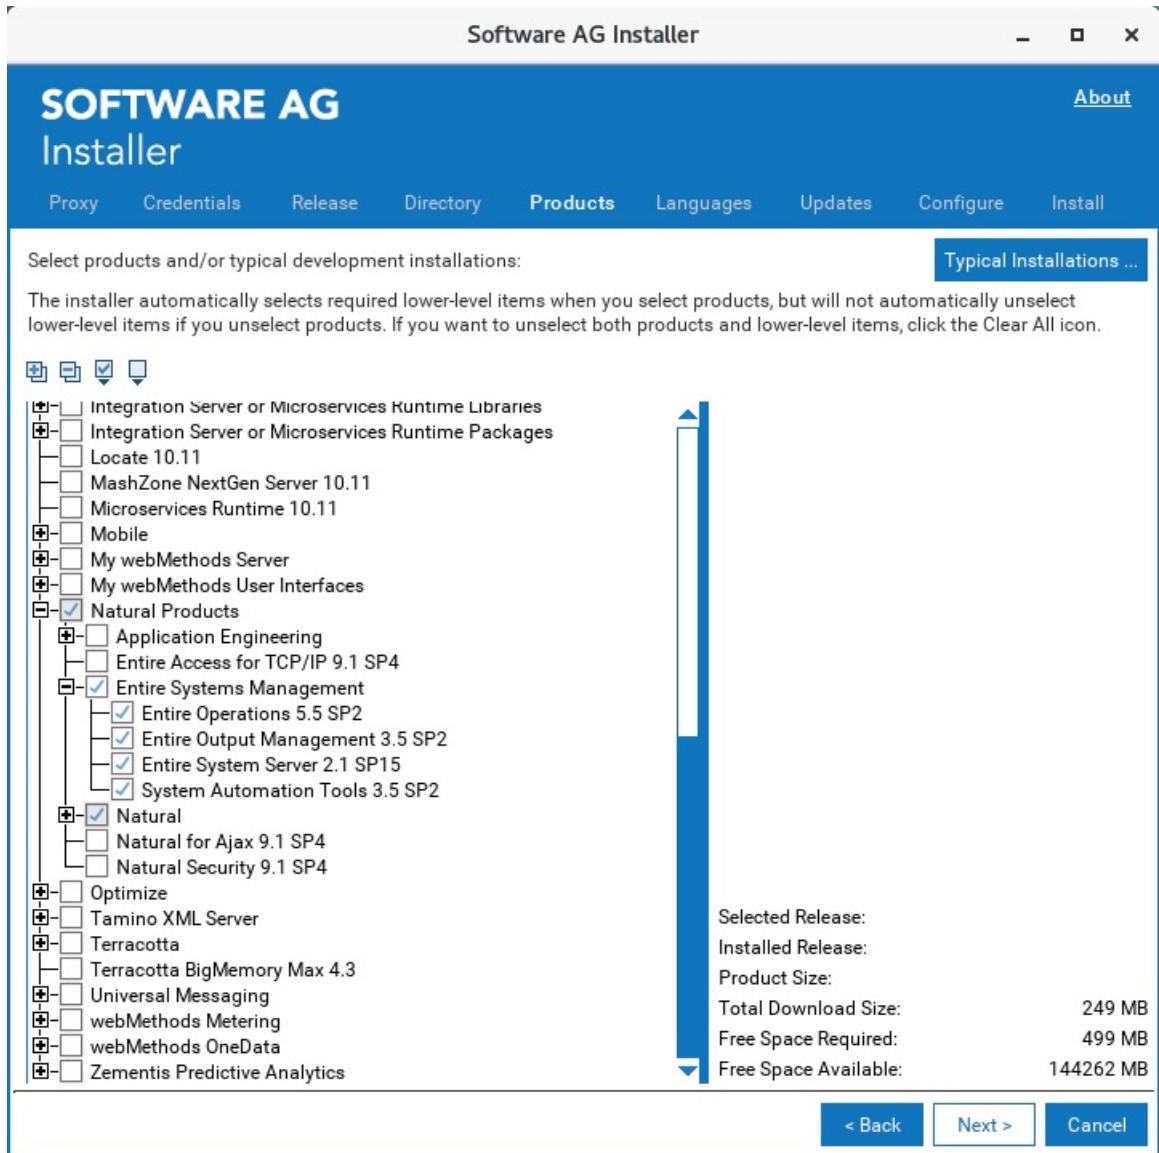 Software AG Installer
SOFTWARE AG
Installer
About
Proxy Credentials Release Directory Products Languages Updates Configure Install
Select products and/or typical development installations:
Typical Installations ...
The installer automatically selects required lower-level items when you select products, but will not automatically unselect
lower-level items if you unselect products. If you want to unselect both products and lower-level items, click the Clear All icon.
Integration Server or Microservices Runtime Libraries
Integration Server or Microservices Runtime Packages
Locate 10.11
MashZone NextGen Server 10.11
Microservices Runtime 10.11
Mobile
My webMethods Server
My webMethods User Interfaces
Natural Products
Application Engineering
Entire Access for TCP/IP 9.1 SP4
Entire Systems Management
Entire Operations 5.5 SP2
Entire Output Management 3.5 SP2
Entire System Server 2.1 SP15
System Automation Tools 3.5 SP2
Natural
Natural for Ajax 9.1 SP4
Natural Security 9.1 SP4
Optimize
Tamino XML Server
Terracotta
Terracotta BigMemory Max 4.3
Universal Messaging
webMethods Metering
webMethods OneData
Zementis Predictive Analytics
Selected Release:
Installed Release:
Product Size:
Total Download Size: 249 MB
Free Space Required: 499 MB
Free Space Available: 144262 MB
< Back Next > Cancel